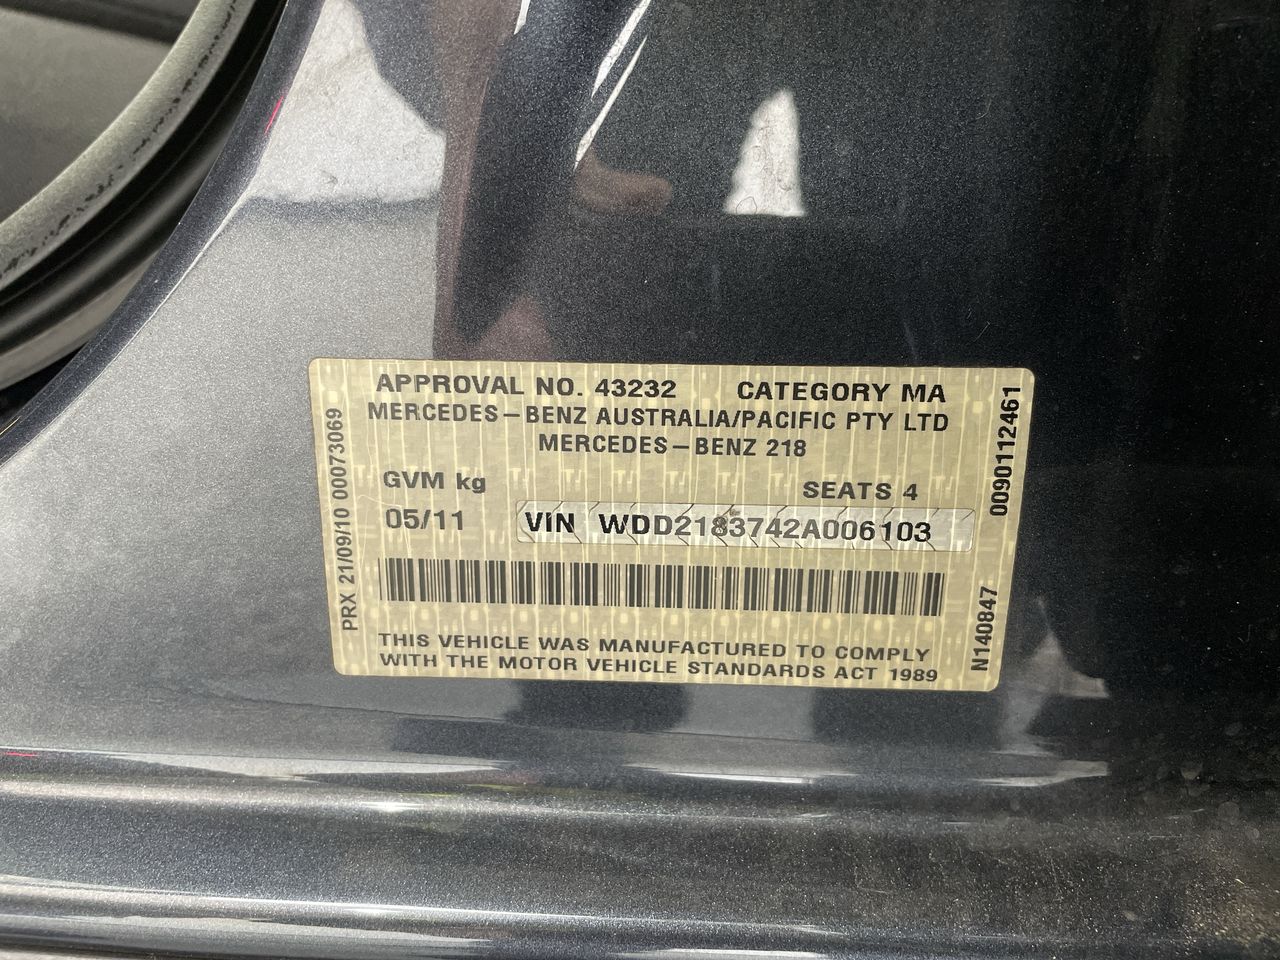 APPROVAL NO. 43232 CATEGORY MA
MERCEDES-BENZ AUSTRALIA/PACIFIC PTY LTD
MERCEDES-BENZ 218
GVM kg SEATS 4
05/11 VIN WDD2183742A006103
THIS VEHICLE WAS MANUFACTURED TO COMPLY
WITH THE MOTOR VEHICLE STANDARDS ACT 1989
PRX 21/09/10 00073069
0090112461
N140847